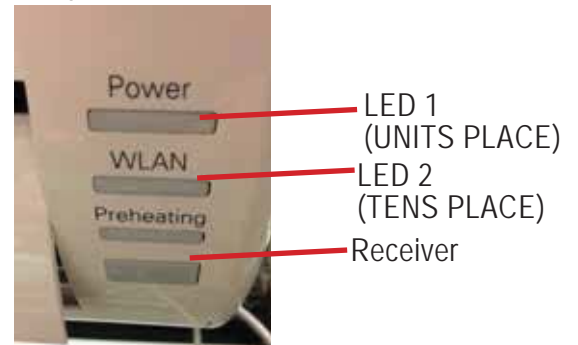 Power
LED 1
(UNITS PLACE)
WLAN
LED 2
(TENS PLACE)
Preheating
Receiver